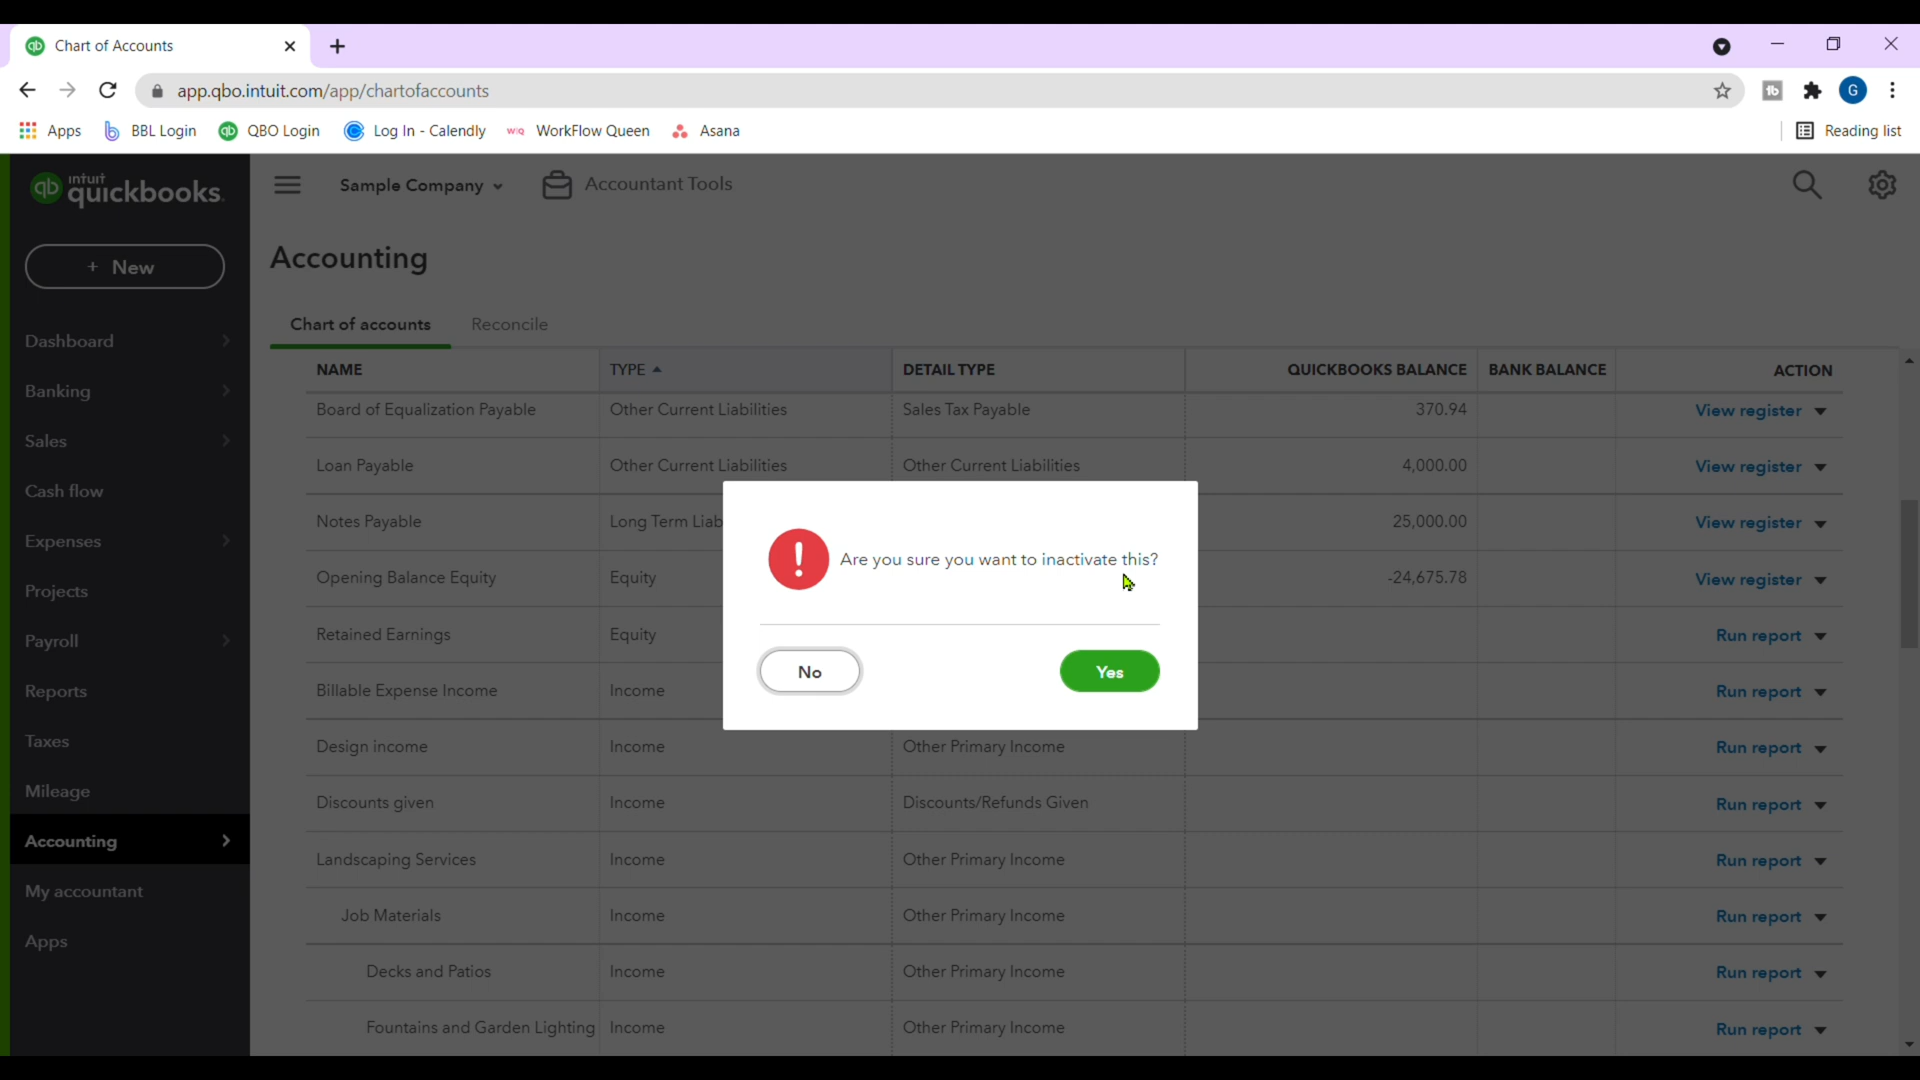 Chart of Accounts
app.qbo.intuit.com/app/chartofaccounts
G
Apps BBL Login QBO Login Log In - Calendly WorkFlow Queen Asana Reading list
intuit quickbooks. Sample Company Accountant Tools
+ New
Accounting
Chart of accounts Reconcile
Dashboard
Banking
Sales
Cash flow
Expenses
Projects
Payroll
Reports
Taxes
Mileage
Accounting
My accountant
Apps
NAME TYPE DETAIL TYPE QUICKBOOKS BALANCE BANK BALANCE ACTION
Board of Equalization Payable Other Current Liabilities Sales Tax Payable 370.94 View register
Loan Payable Other Current Liabilities Other Current Liabilities 4,000.00 View register
Notes Payable Long Term Liab 25,000.00 View register
Opening Balance Equity Equity -24,675.78 View register
Retained Earnings Equity Run report
Billable Expense Income Income Run report
Design income Income Other Primary Income Run report
Discounts given Income Discounts/Refunds Given Run report
Landscaping Services Income Other Primary Income Run report
Job Materials Income Other Primary Income Run report
Decks and Patios Income Other Primary Income Run report
Fountains and Garden Lighting Income Other Primary Income Run report
Are you sure you want to inactivate this?
No Yes